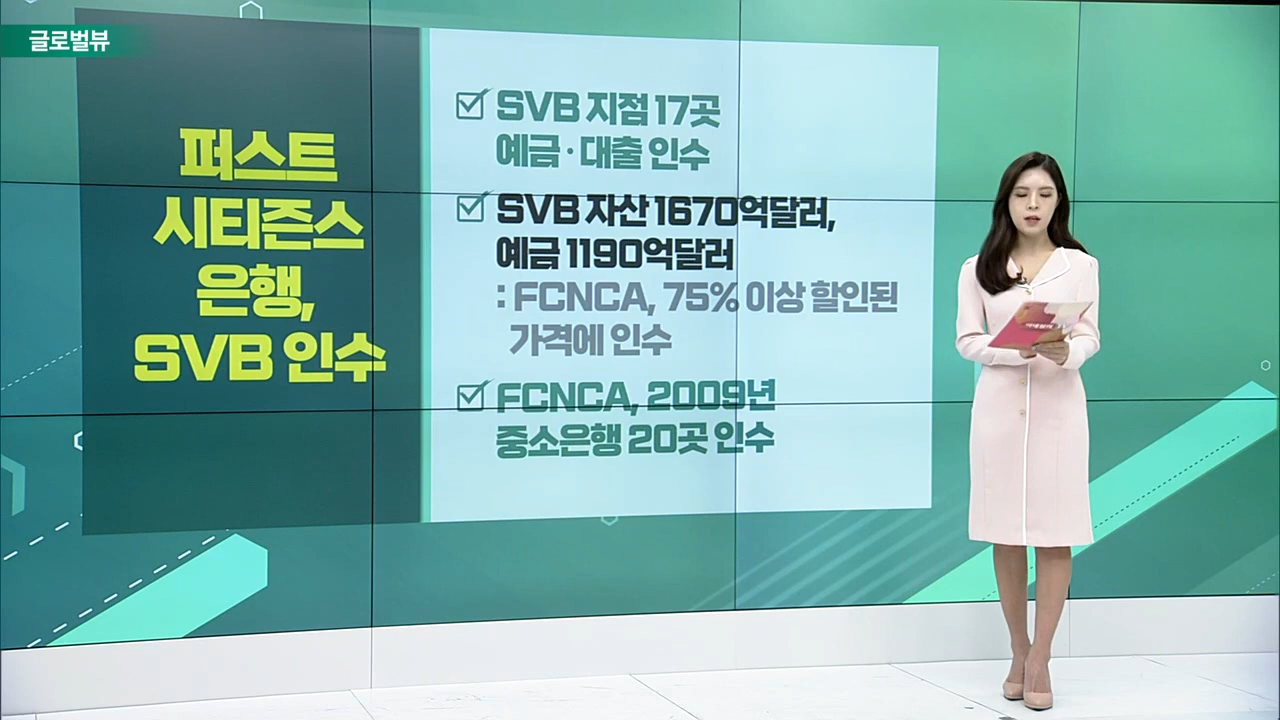 글로벌뷰
퍼스트
시티즌스
은행,
SVB 인수
SVB 지점 17곳
예금·대출 인수
SVB 자산 1670억달러,
예금 1190억달러
: FCNCA, 75% 이상 할인된
가격에 인수
FCNCA, 2009년
중소은행 20곳 인수